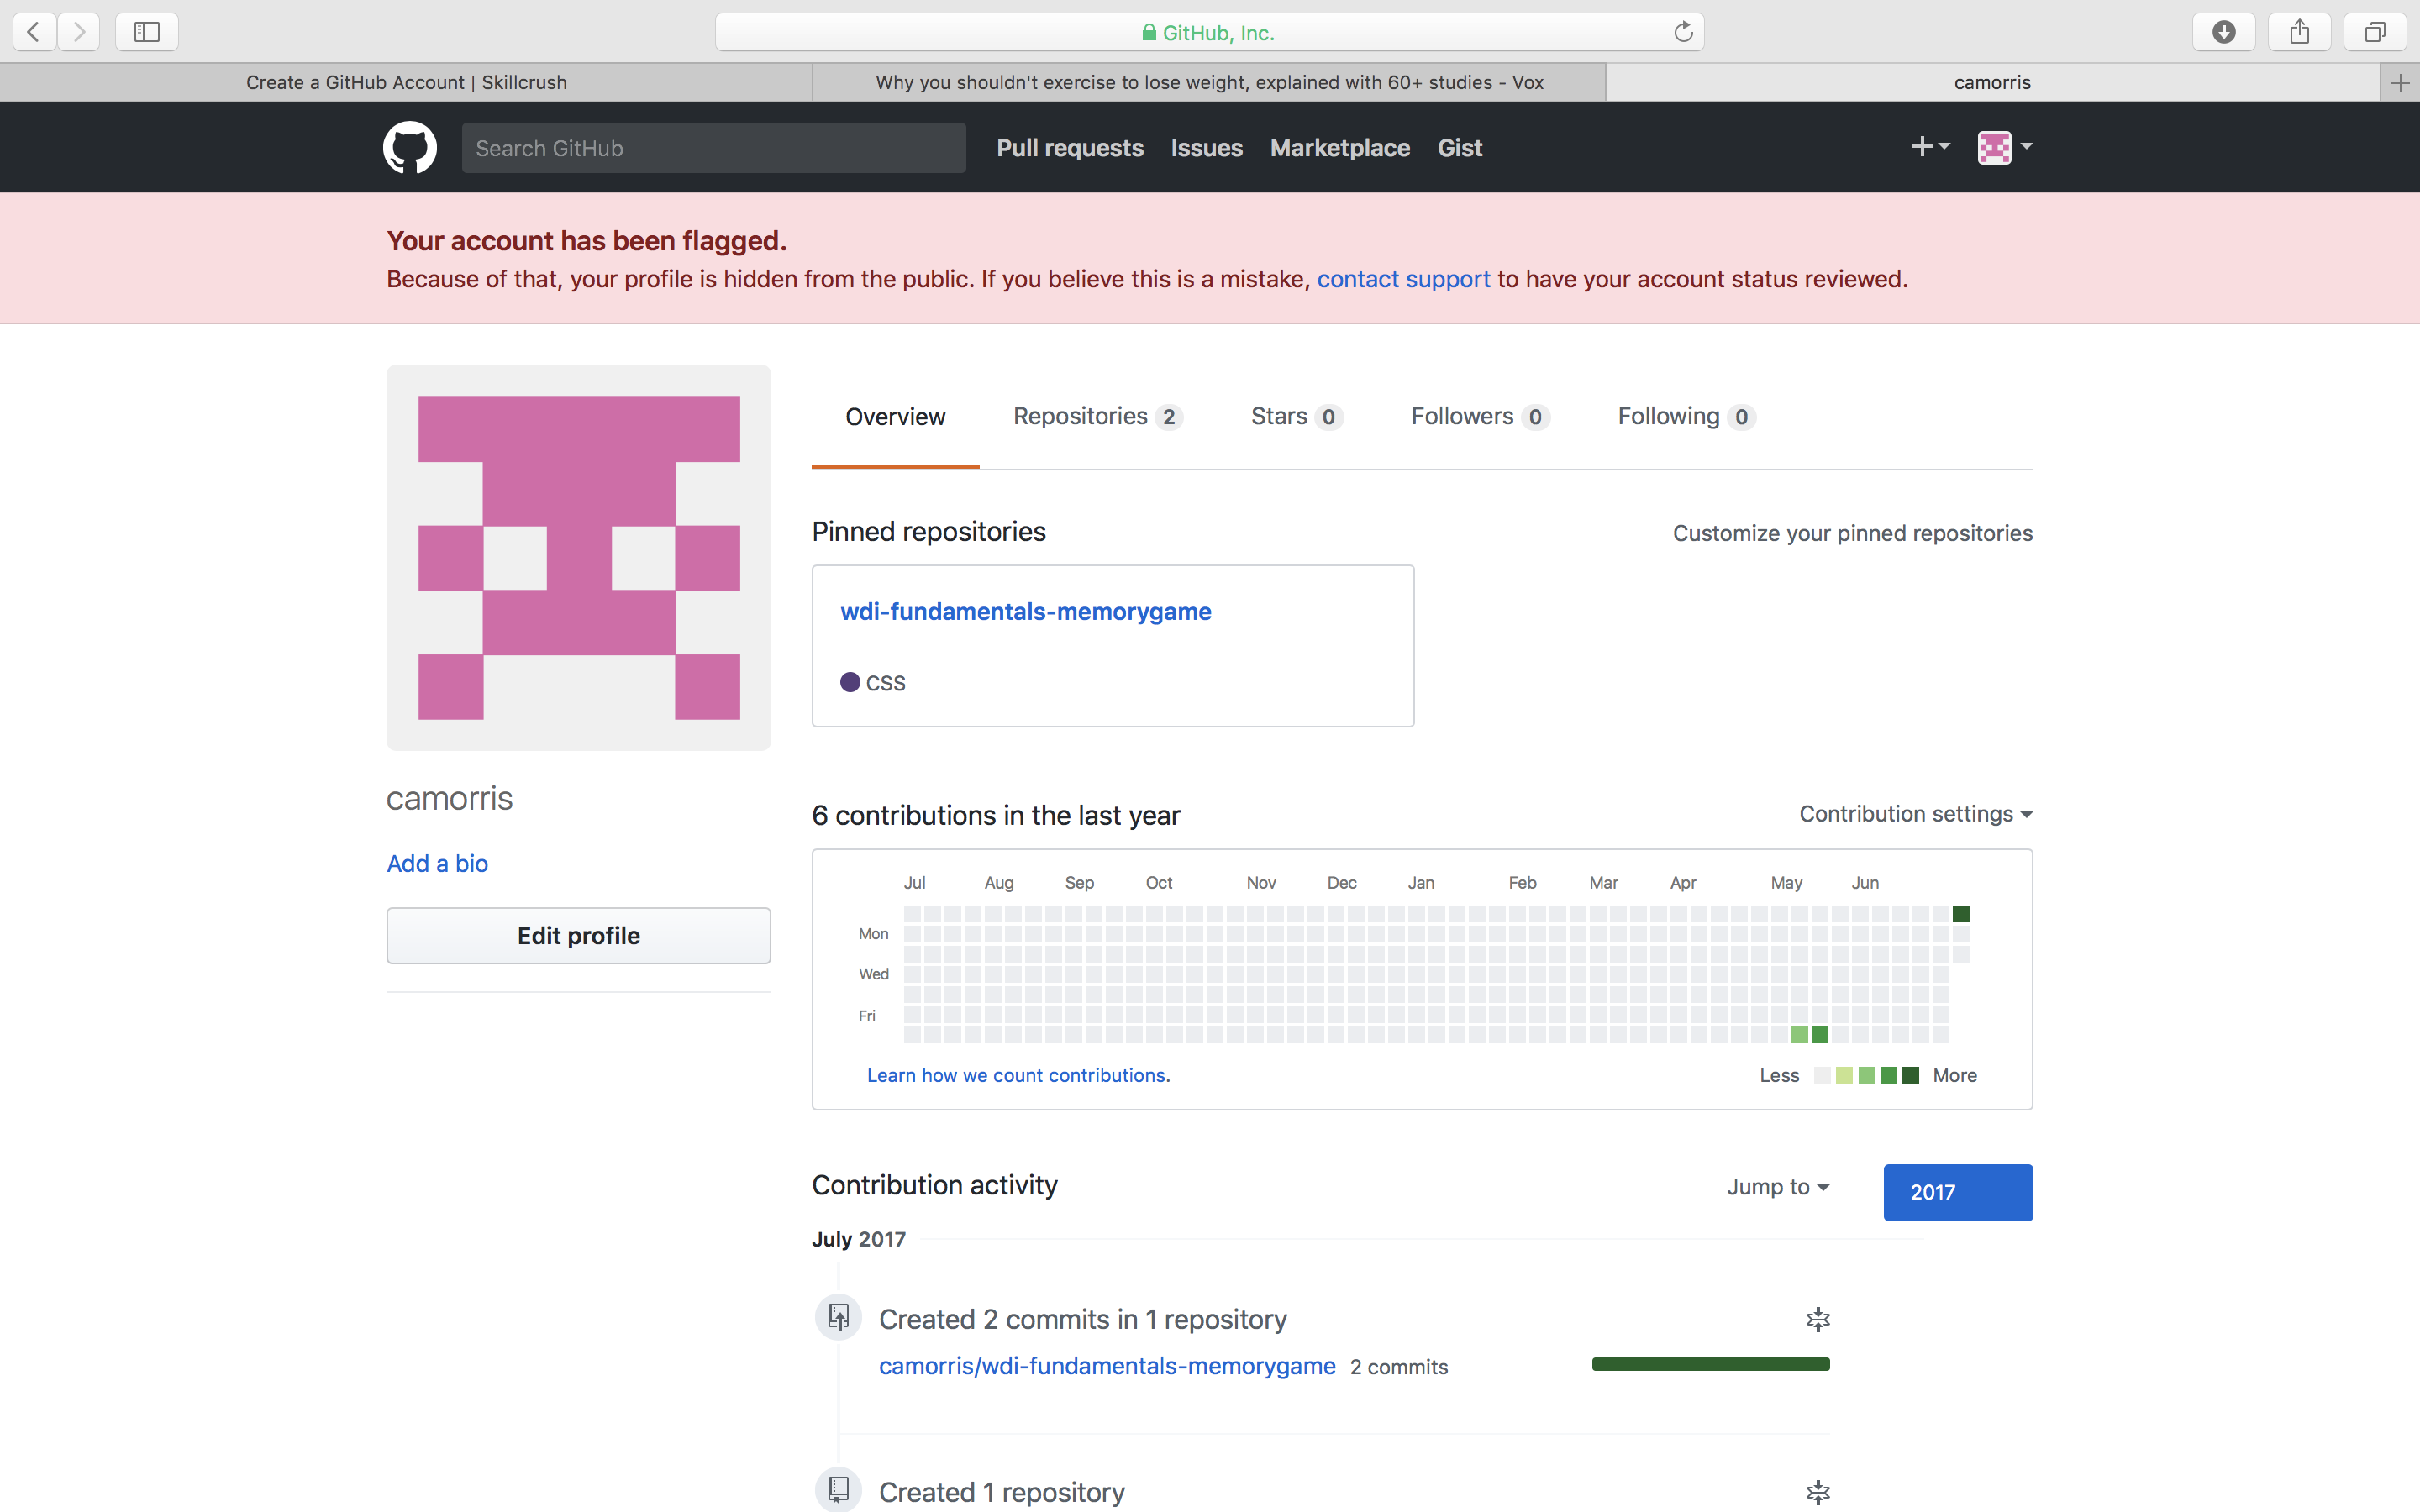 GitHub, Inc.
Create a GitHub Account | Skillcrush
Why you shouldn't exercise to lose weight, explained with 60+ studies - Vox
camorris
Search GitHub
Pull requests
Issues
Marketplace
Gist
Your account has been flagged.
Because of that, your profile is hidden from the public. If you believe this is a mistake, contact support to have your account status reviewed.
Overview
Repositories 2
Stars 0
Followers 0
Following 0
Pinned repositories
Customize your pinned repositories
wdi-fundamentals-memorygame
CSS
camorris
Add a bio
Edit profile
6 contributions in the last year
Contribution settings
Jul Aug Sep Oct Nov Dec Jan Feb Mar Apr May Jun
Mon
Wed
Fri
Learn how we count contributions.
Less
More
Contribution activity
Jump to
2017
July 2017
Created 2 commits in 1 repository
camorris/wdi-fundamentals-memorygame 2 commits
Created 1 repository